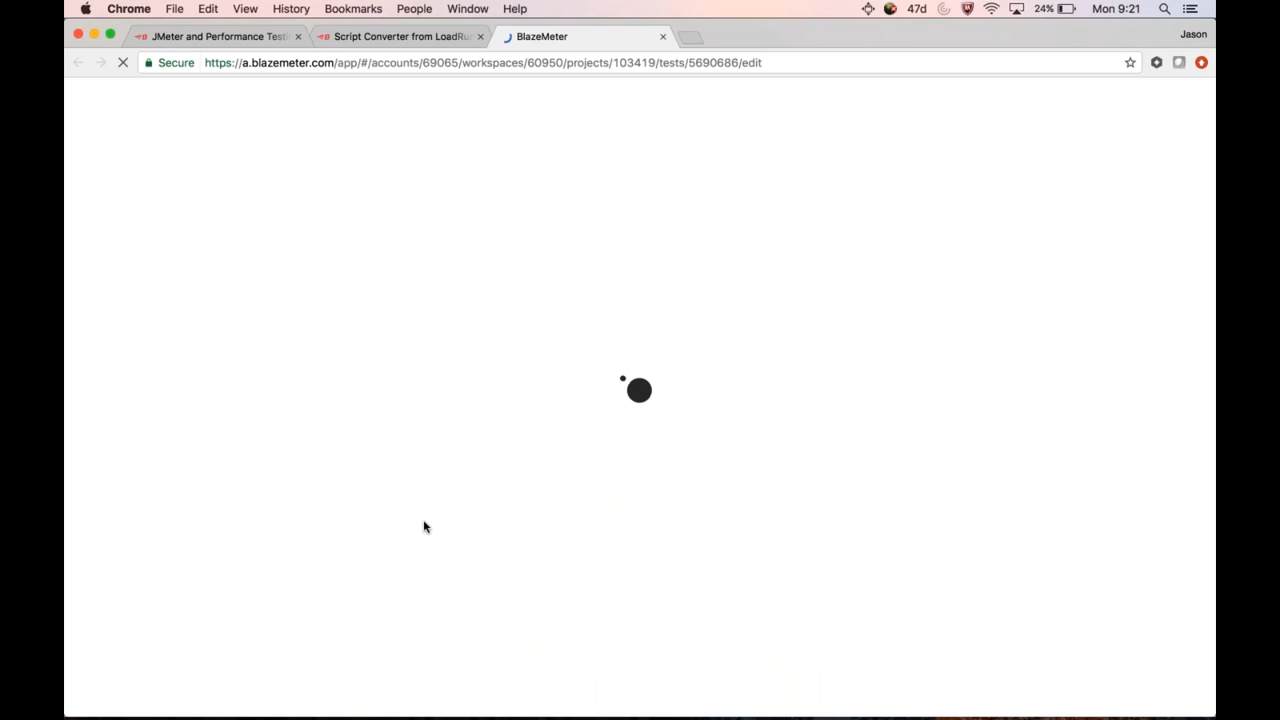 Chrome File Edit View History Bookmarks People Window Help 47d 24% Mon 9:21
JMeter and Performance Testi Script Converter from LoadRu BlazeMeter Jason
Secure https://a.blazemeter.com/app/#/accounts/69065/workspaces/60950/projects/103419/tests/5690686/edit